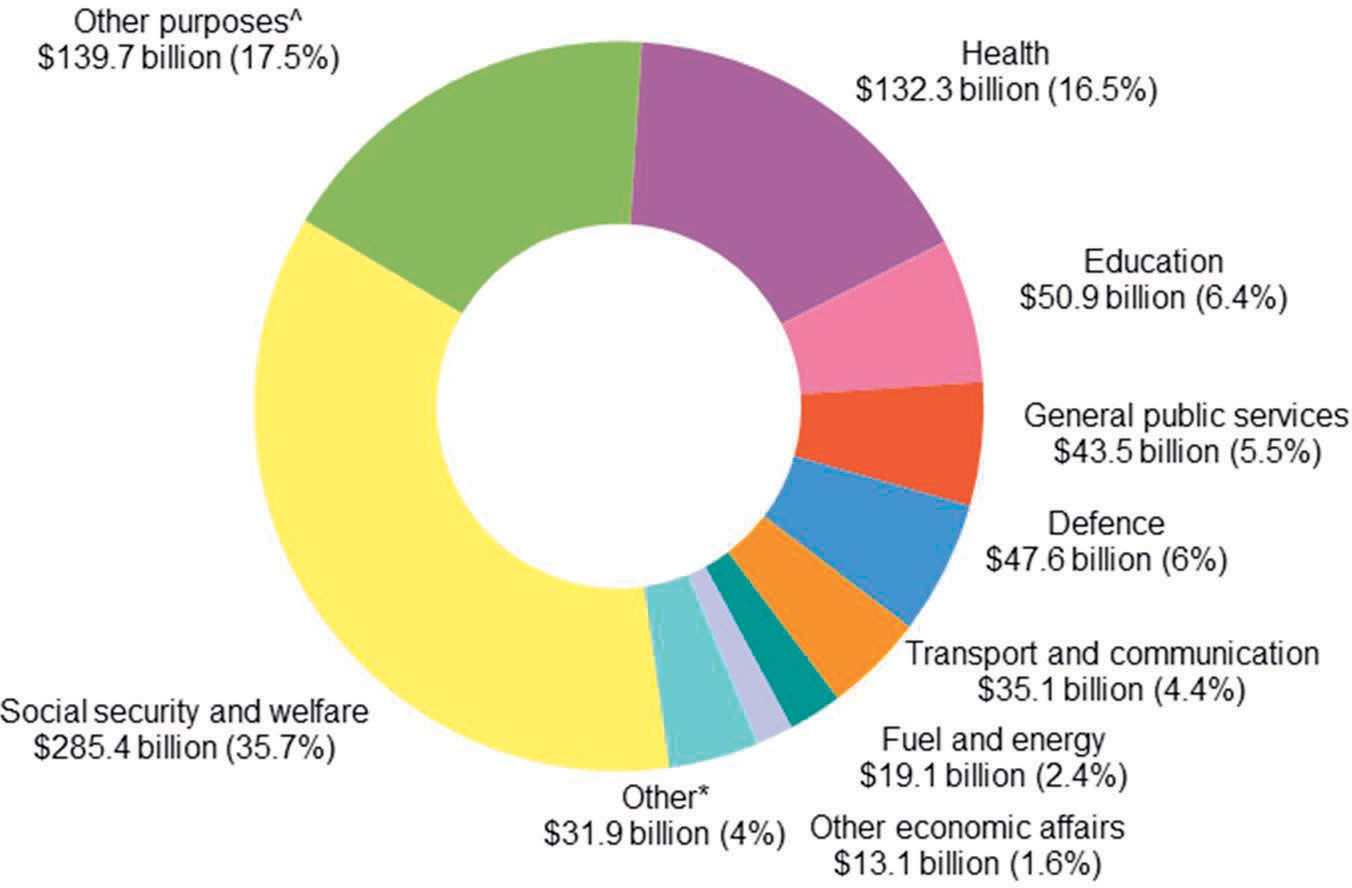 Other purposes^
$139.7 billion (17.5%)
Health
$132.3 billion (16.5%)
Education
$50.9 billion (6.4%)
General public services
$43.5 billion (5.5%)
Defence
$47.6 billion (6%)
Transport and communication
$35.1 billion (4.4%)
Fuel and energy
$19.1 billion (2.4%)
Other economic affairs
$13.1 billion (1.6%)
Other*
$31.9 billion (4%)
Social security and welfare
$285.4 billion (35.7%)